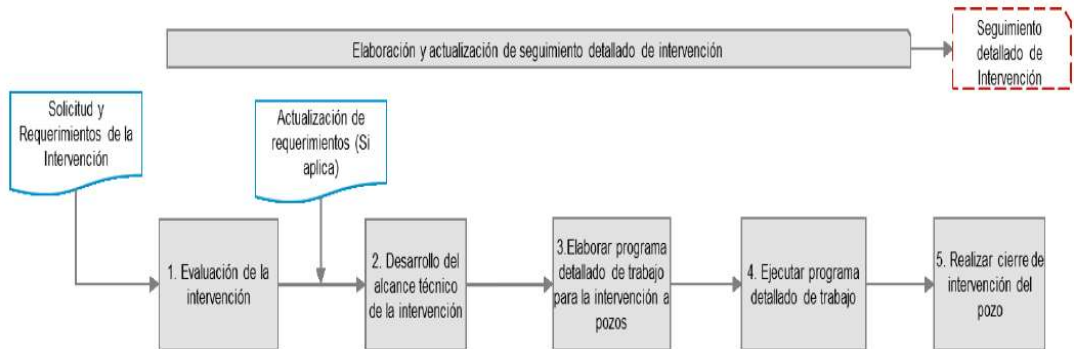 Elaboración y actualización de seguimiento detallado de intervención
Seguimiento
detallado de
Intervención
Solicitud y
Requerimientos de la
Intervención
Actualización de
requerimientos (Si
aplica)
1. Evaluación de la
intervención
2. Desarrollo del
alcance técnico
de la intervención
3.Elaborar programa
detallado de trabajo
para la intervención a
pozos
4. Ejecutar programa
detallado de trabajo
5. Realizar cierre de
intervención del
pozo